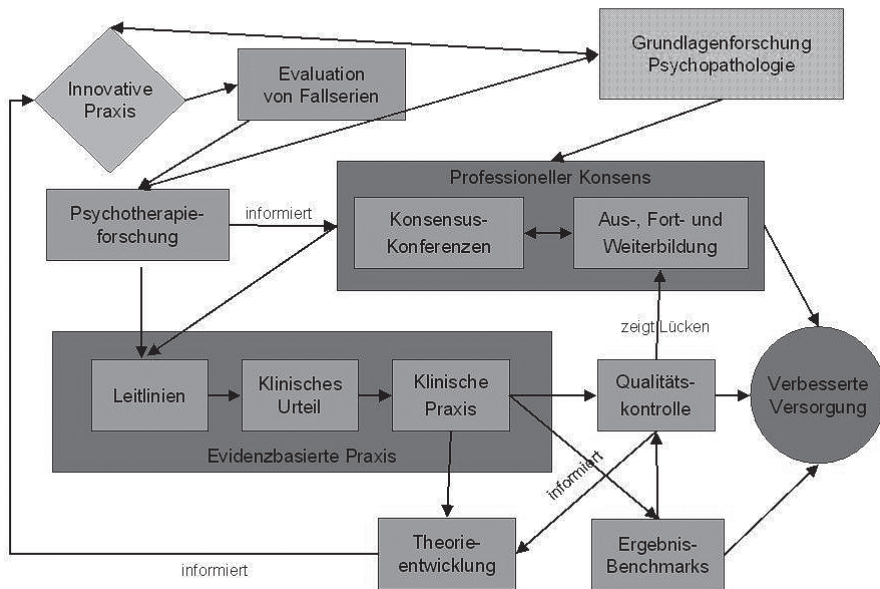 Innovative
Praxis
Evaluation
von Fallserien
Grundlagenforschung
Psychopathologie
Psychotherapie-
forschung
informiert
Professioneller Konsens
Konsensus-
Konferenzen
Aus-, Fort- und
Weiterbildung
zeigt Lücken
Leitlinien
Klinisches
Urteil
Klinische
Praxis
Evidenzbasierte Praxis
Qualitäts-
kontrolle
Verbesserte
Versorgung
informiert
Theorie-
entwicklung
Ergebnis-
Benchmarks
informiert